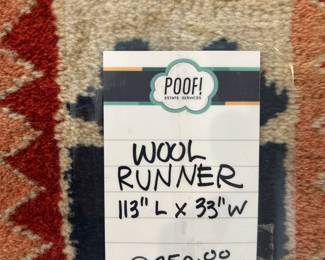 POOF!
ESTATE SERVICES
WOOL
RUNNER
113" L x 33" W